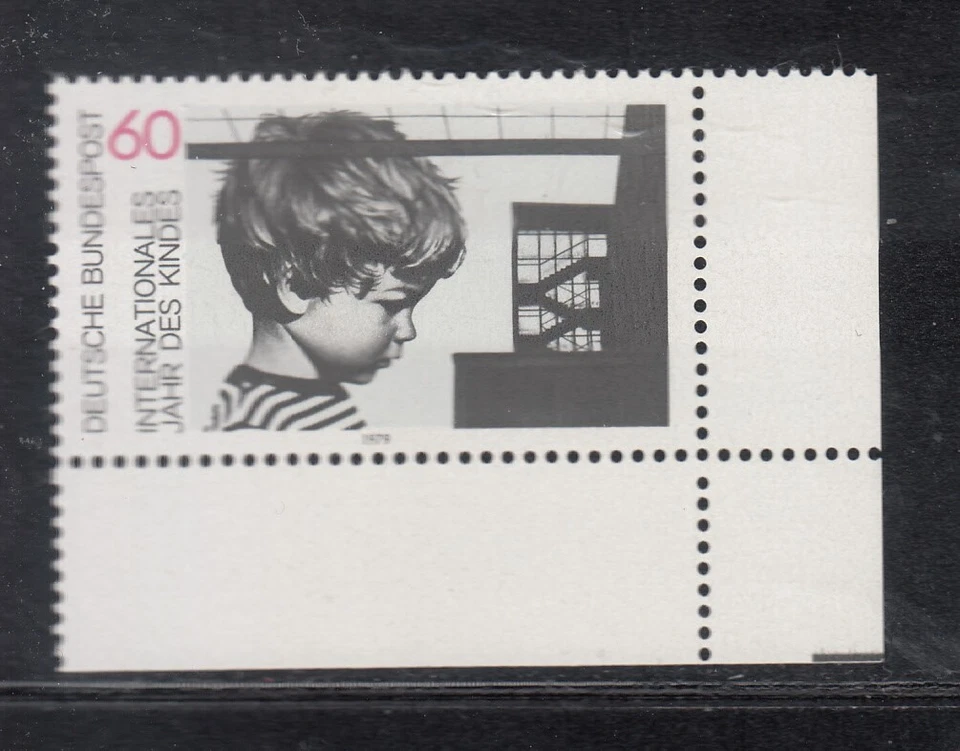 60
DEUTSCHE BUNDESPOST
INTERNATIONALES
JAHR DES KINDES
1979